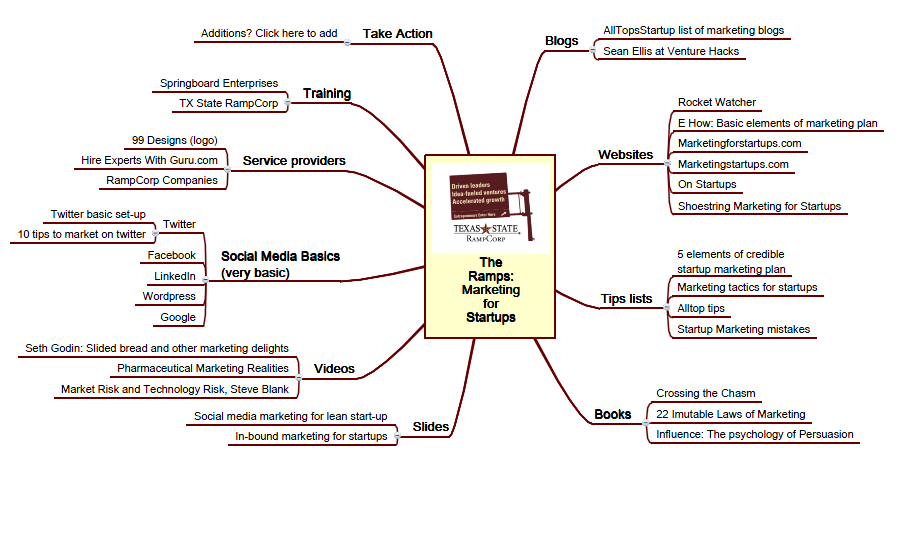 Additions? Click here to add
Take Action
Springboard Enterprises
TX State RampCorp
Training
99 Designs (logo)
Hire Experts With Guru.com
RampCorp Companies
Service providers
Twitter basic set-up
10 tips to market on twitter
Twitter
Facebook
LinkedIn
Wordpress
Google
Social Media Basics
(very basic)
Seth Godin: Slided bread and other marketing delights
Pharmaceutical Marketing Realities
Market Risk and Technology Risk, Steve Blank
Videos
Social media marketing for lean start-up
In-bound marketing for startups
Slides
Driven leaders
Idea-fueled ventures
Accelerated growth
Entrepreneurs Enter Here
TEXAS STATE
RAMPCORP
The
Ramps:
Marketing
for
Startups
Blogs
AllTopsStartup list of marketing blogs
Sean Ellis at Venture Hacks
Websites
Rocket Watcher
E How: Basic elements of marketing plan
Marketingforstartups.com
Marketingstartups.com
On Startups
Shoestring Marketing for Startups
Tips lists
5 elements of credible
startup marketing plan
Marketing tactics for startups
Alltop tips
Startup Marketing mistakes
Books
Crossing the Chasm
22 Imutable Laws of Marketing
Influence: The psychology of Persuasion